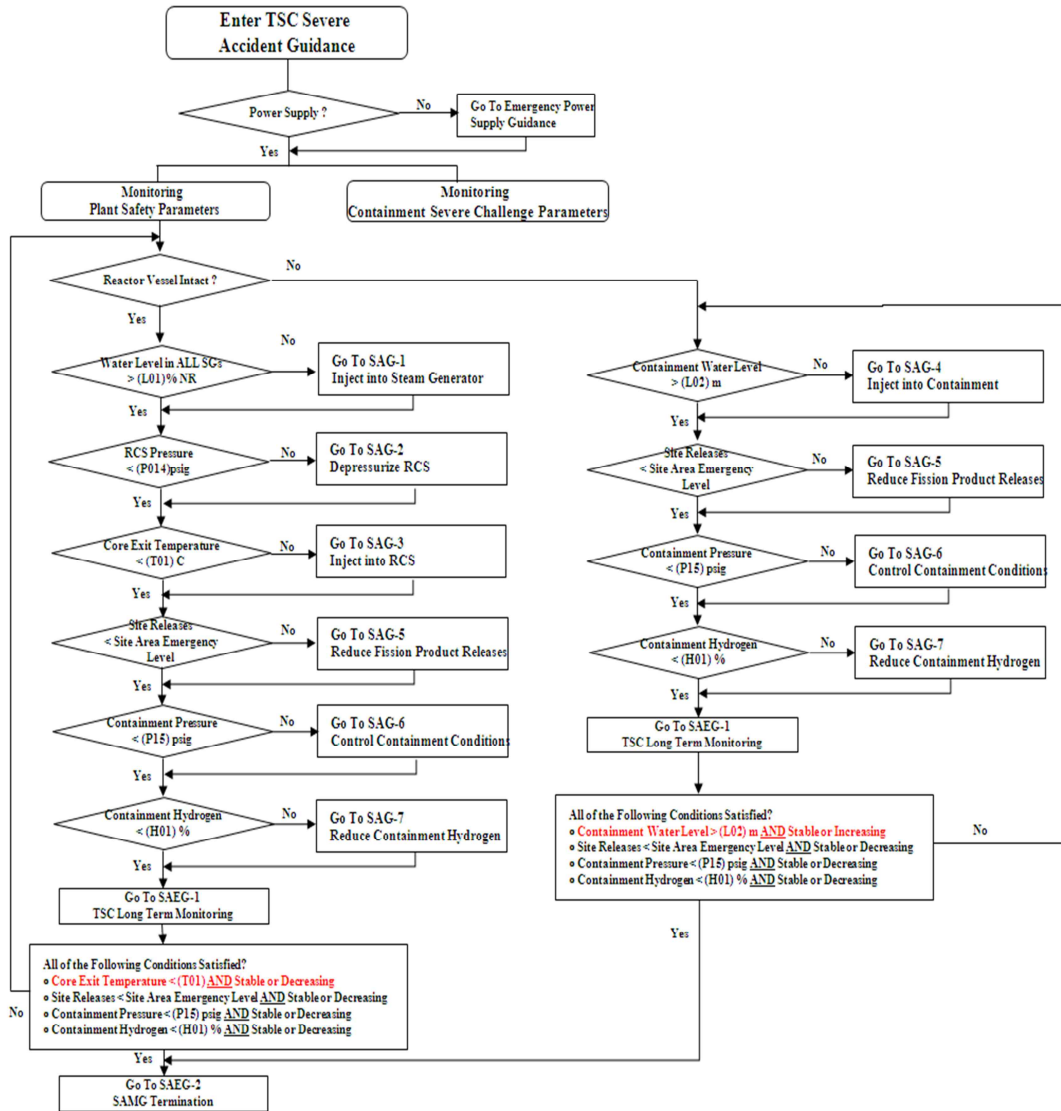 Enter TSC Severe
Accident Guidance
Power Supply ?
No
Go To Emergency Power
Supply Guidance
Yes
Monitoring
Plant Safety Parameters
Monitoring
Containment Severe Challenge Parameters
Reactor Vessel Intact ?
No
Yes
Water Level in ALL SGs
> (L01)% NR
No
Go To SAG-1
Inject into Steam Generator
Yes
RCS Pressure
< (P014)psig
No
Go To SAG-2
Depressurize RCS
Yes
Core Exit Temperature
< (T01) C
No
Go To SAG-3
Inject into RCS
Yes
Site Releases
< Site Area Emergency
Level
No
Go To SAG-5
Reduce Fission Product Releases
Yes
Containment Pressure
< (P15) psig
No
Go To SAG-6
Control Containment Conditions
Yes
Containment Hydrogen
< (H01) %
No
Go To SAG-7
Reduce Containment Hydrogen
Yes
Go To SAEG-1
TSC Long Term Monitoring
All of the Following Conditions Satisfied?
Core Exit Temperature < (T01) AND Stable or Decreasing
Site Releases < Site Area Emergency Level AND Stable or Decreasing
Containment Pressure < (P15) psig AND Stable or Decreasing
Containment Hydrogen < (H01) % AND Stable or Decreasing
No
Yes
Go To SAEG-2
SAMG Termination
Containment Water Level
> (L02) m
No
Go To SAG-4
Inject into Containment
Yes
Site Releases
< Site Area Emergency
Level
No
Go To SAG-5
Reduce Fission Product Releases
Yes
Containment Pressure
< (P15) psig
No
Go To SAG-6
Control Containment Conditions
Yes
Containment Hydrogen
< (H01) %
No
Go To SAG-7
Reduce Containment Hydrogen
Yes
Go To SAEG-1
TSC Long Term Monitoring
All of the Following Conditions Satisfied?
Containment Water Level > (L02) m AND Stable or Increasing
Site Releases < Site Area Emergency Level AND Stable or Decreasing
Containment Pressure < (P15) psig AND Stable or Decreasing
Containment Hydrogen < (H01) % AND Stable or Decreasing
No
Yes